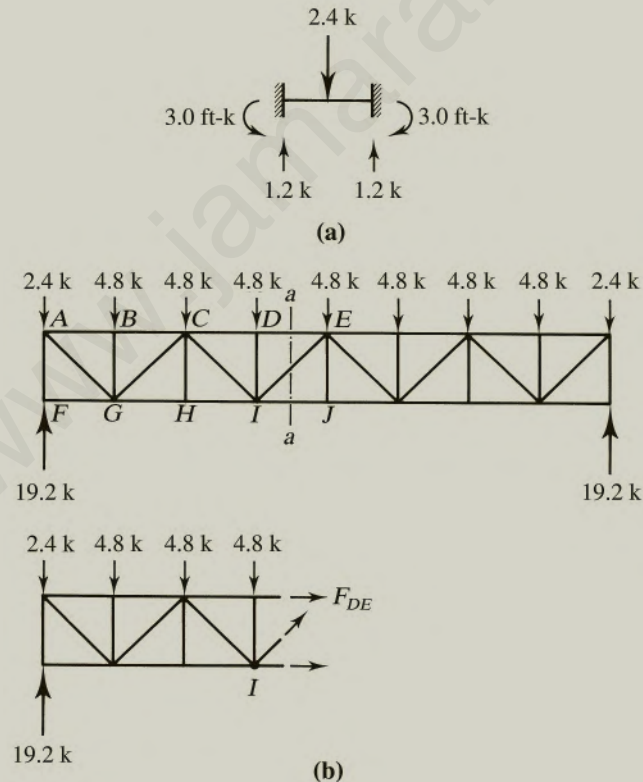 2.4 k
3.0 ft-k 3.0 ft-k
1.2 k 1.2 k
(a)
2.4 k 4.8 k 4.8 k 4.8 k 4.8 k 4.8 k 4.8 k 4.8 k 2.4 k
a
A B C D E
F G H I J
a
19.2 k 19.2 k
2.4 k 4.8 k 4.8 k 4.8 k
F_DE
I
19.2 k
(b)